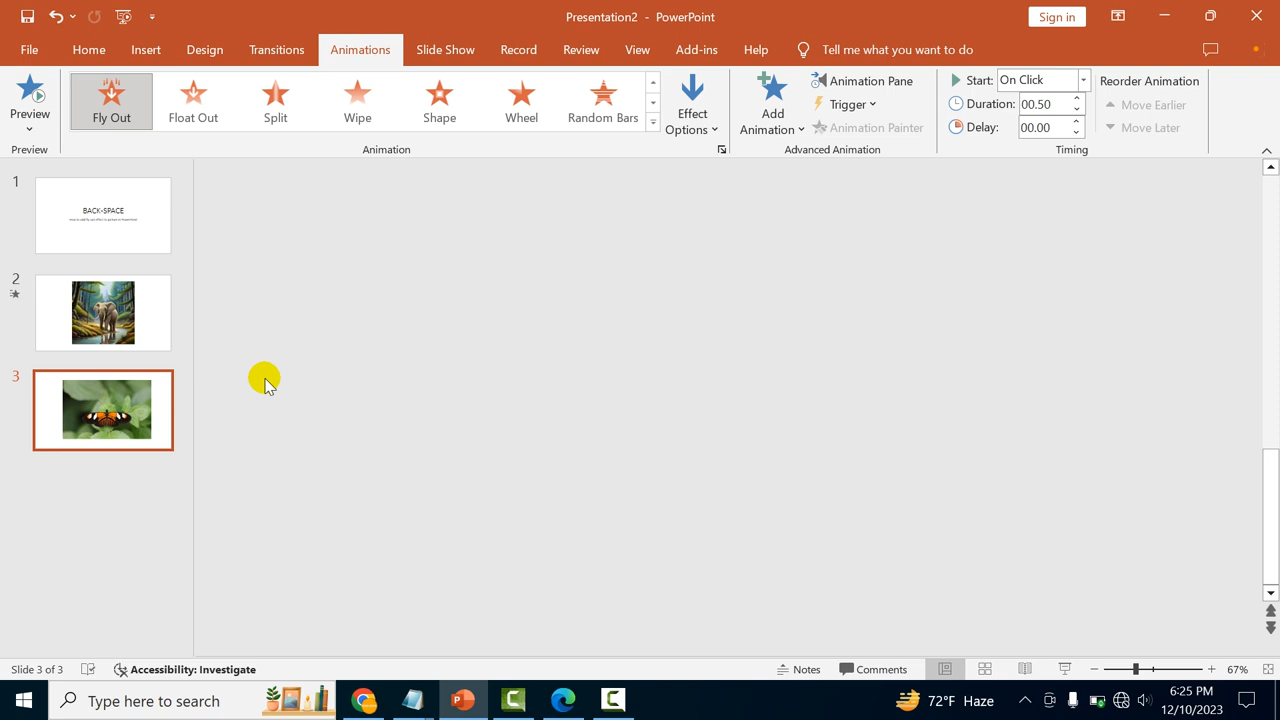 Presentation2 - PowerPoint
Sign in
File
Home
Insert
Design
Transitions
Animations
Slide Show
Record
Review
View
Add-ins
Help
Tell me what you want to do
Preview
Preview
Fly Out
Float Out
Split
Wipe
Shape
Wheel
Random Bars
Animation
Effect
Options
Add
Animation
Animation Pane
Trigger
Animation Painter
Advanced Animation
Start: On Click
Duration: 00.50
Delay: 00.00
Reorder Animation
Move Earlier
Move Later
Timing
1
BACK-SPACE
2
3
Slide 3 of 3
Accessibility: Investigate
Notes
Comments
67%
Type here to search
72°F Haze
6:25 PM
12/10/2023